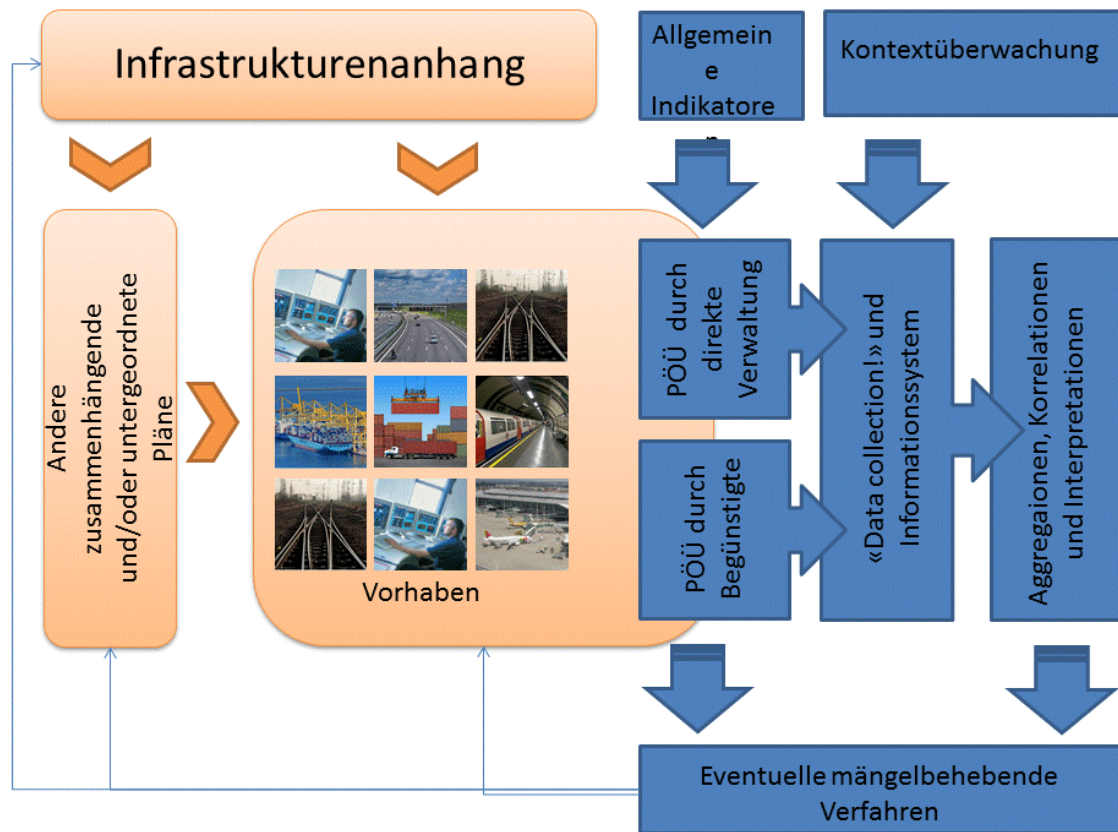 Infrastrukturenanhang
Allgemein
e
Indikatore
n
Kontextüberwachung
Andere
zusammenhängende
und/oder untergeordnete
Pläne
Vorhaben
PÖÜ durch
direkte
Verwaltung
PÖÜ durch
Begünstigte
«Data collection!» und
Informationssystem
Aggregaionen, Korrelationen
und Interpretationen
Eventuelle mängelbehebende
Verfahren